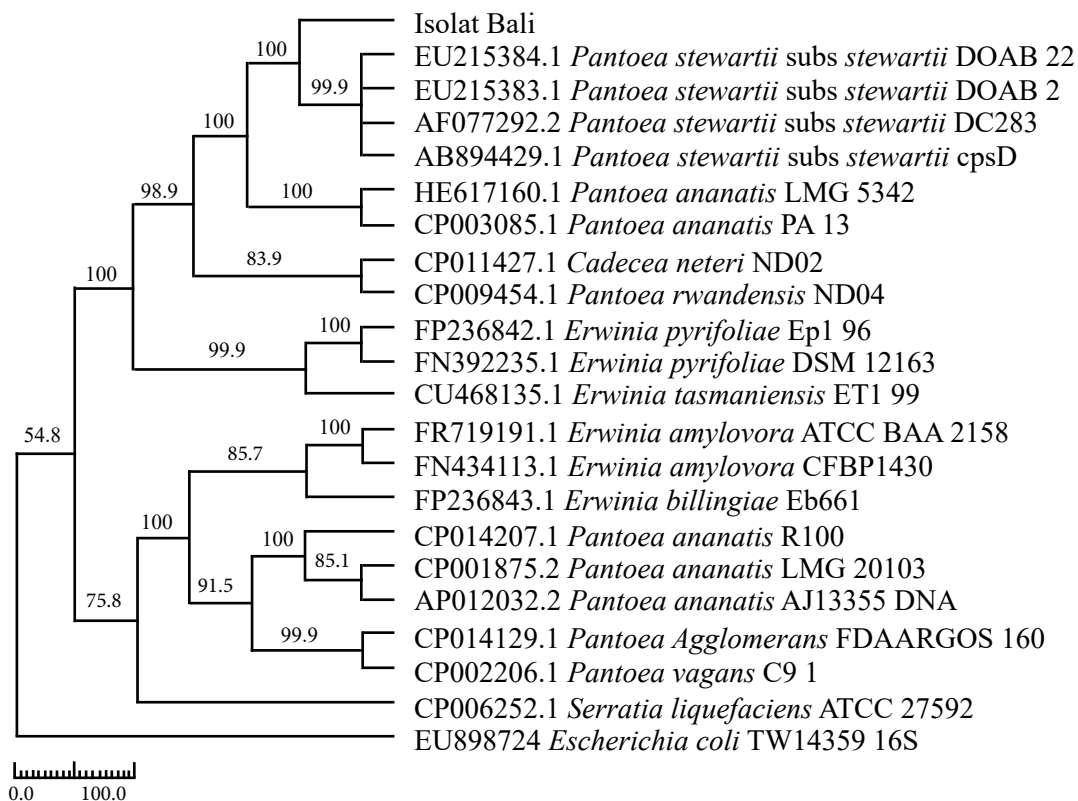 Isolat Bali
100
EU215384.1 Pantoea stewartii subs stewartii DOAB 22
99.9
EU215383.1 Pantoea stewartii subs stewartii DOAB 2
100
AF077292.2 Pantoea stewartii subs stewartii DC283
AB894429.1 Pantoea stewartii subs stewartii cpsD
98.9
100
HE617160.1 Pantoea ananatis LMG 5342
CP003085.1 Pantoea ananatis PA 13
83.9
CP011427.1 Cadecea neteri ND02
100
CP009454.1 Pantoea rwandensis ND04
100
FP236842.1 Erwinia pyrifoliae Ep1 96
99.9
FN392235.1 Erwinia pyrifoliae DSM 12163
CU468135.1 Erwinia tasmaniensis ET1 99
54.8
100
FR719191.1 Erwinia amylovora ATCC BAA 2158
85.7
FN434113.1 Erwinia amylovora CFBP1430
FP236843.1 Erwinia billingiae Eb661
100
100
CP014207.1 Pantoea ananatis R100
85.1
CP001875.2 Pantoea ananatis LMG 20103
91.5
75.8
AP012032.2 Pantoea ananatis AJ13355 DNA
99.9
CP014129.1 Pantoea Agglomerans FDAARGOS 160
CP002206.1 Pantoea vagans C9 1
CP006252.1 Serratia liquefaciens ATCC 27592
EU898724 Escherichia coli TW14359 16S
0.0 100.0